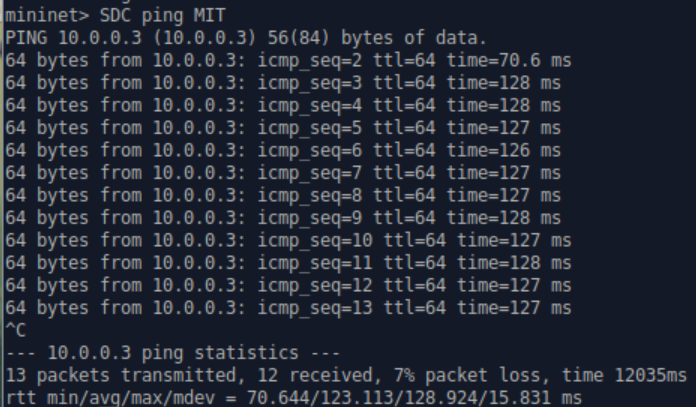 mininet> SDC ping MIT
PING 10.0.0.3 (10.0.0.3) 56(84) bytes of data.
64 bytes from 10.0.0.3: icmp_seq=2 ttl=64 time=70.6 ms
64 bytes from 10.0.0.3: icmp_seq=3 ttl=64 time=128 ms
64 bytes from 10.0.0.3: icmp_seq=4 ttl=64 time=128 ms
64 bytes from 10.0.0.3: icmp_seq=5 ttl=64 time=127 ms
64 bytes from 10.0.0.3: icmp_seq=6 ttl=64 time=126 ms
64 bytes from 10.0.0.3: icmp_seq=7 ttl=64 time=127 ms
64 bytes from 10.0.0.3: icmp_seq=8 ttl=64 time=127 ms
64 bytes from 10.0.0.3: icmp_seq=9 ttl=64 time=128 ms
64 bytes from 10.0.0.3: icmp_seq=10 ttl=64 time=127 ms
64 bytes from 10.0.0.3: icmp_seq=11 ttl=64 time=128 ms
64 bytes from 10.0.0.3: icmp_seq=12 ttl=64 time=127 ms
64 bytes from 10.0.0.3: icmp_seq=13 ttl=64 time=127 ms
^C
--- 10.0.0.3 ping statistics ---
13 packets transmitted, 12 received, 7% packet loss, time 12035ms
rtt min/avg/max/mdev = 70.644/123.113/128.924/15.831 ms